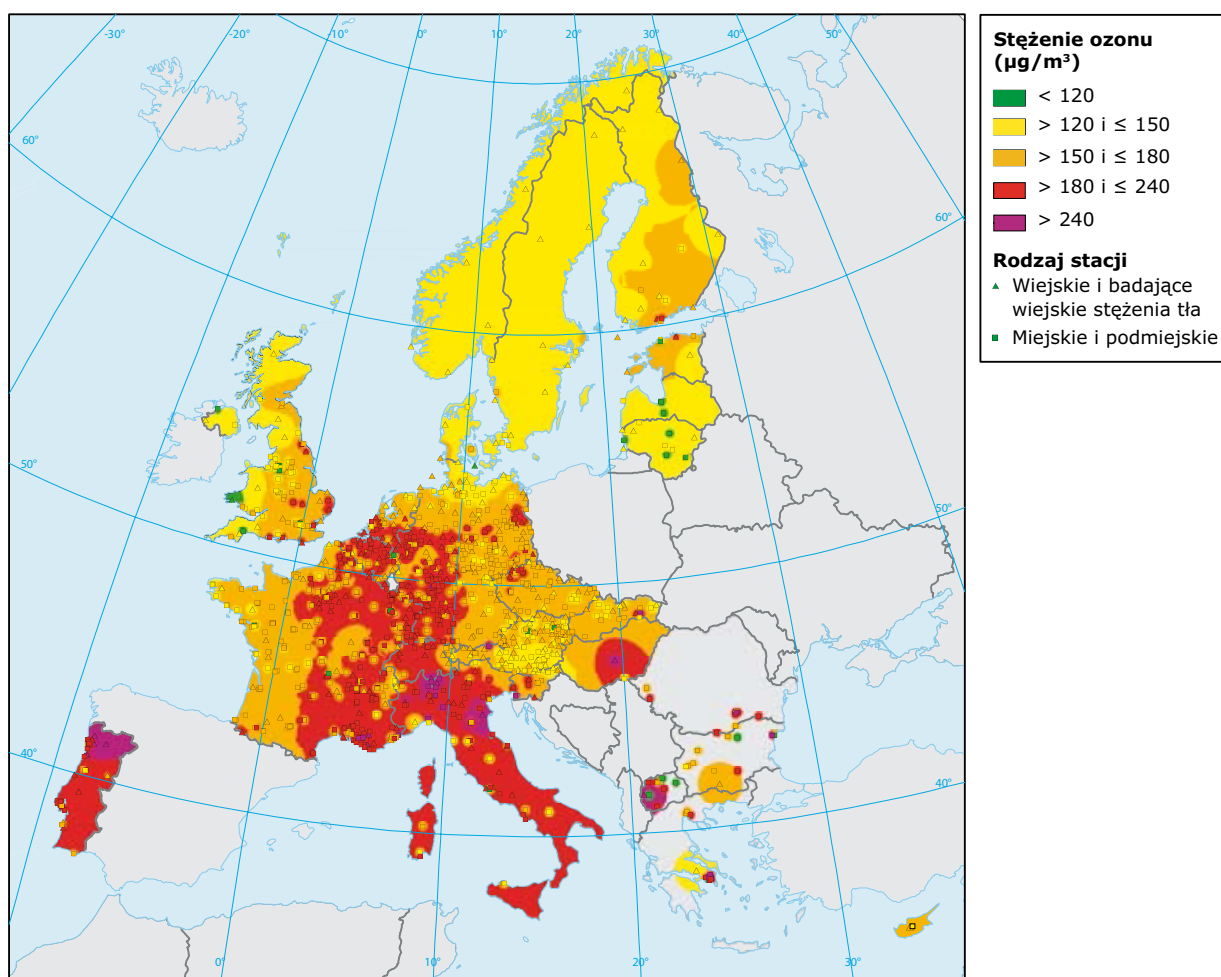 -30°
-20°
-10°
0°
10°
20°
30°
40°
50°
60°
60°
50°
50°
40°
40°
0°
10°
20°
30°
Stężenie ozonu
(µg/m³)
< 120
> 120 i ≤ 150
> 150 i ≤ 180
> 180 i ≤ 240
> 240
Rodzaj stacji
Wiejskie i badające
wiejskie stężenia tła
Miejskie i podmiejskie